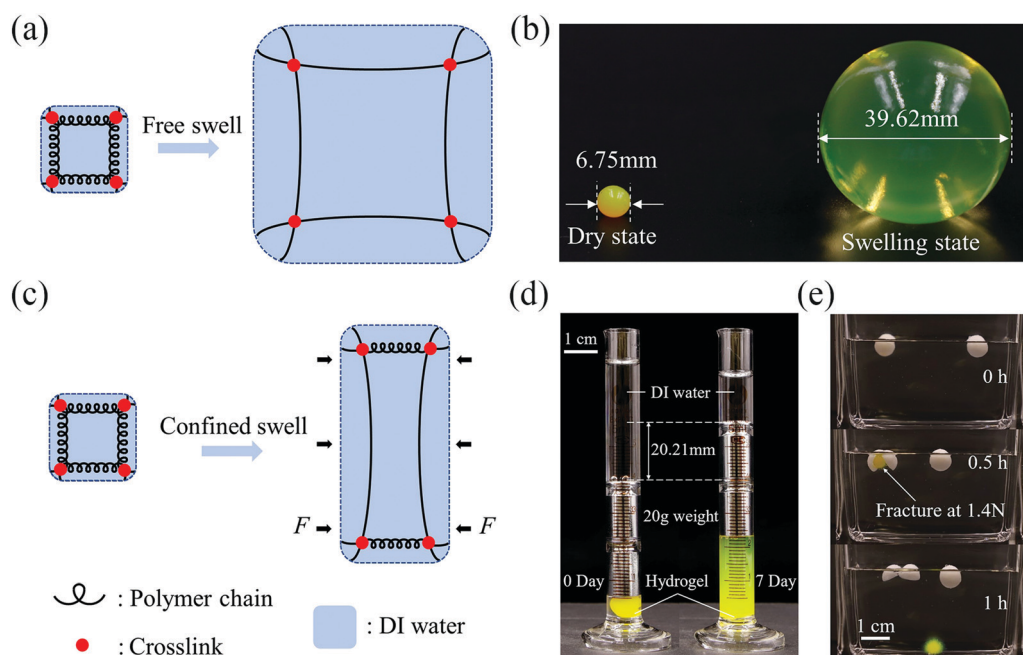 (a)
Free swell
(b)
6.75mm
Dry state
39.62mm
Swelling state
(c)
Confined swell
F
F
: Polymer chain
: Crosslink
: DI water
(d)
1 cm
DI water
20.21mm
20g weight
0 Day
Hydrogel
7 Day
(e)
0 h
0.5 h
Fracture at 1.4N
1 h
1 cm